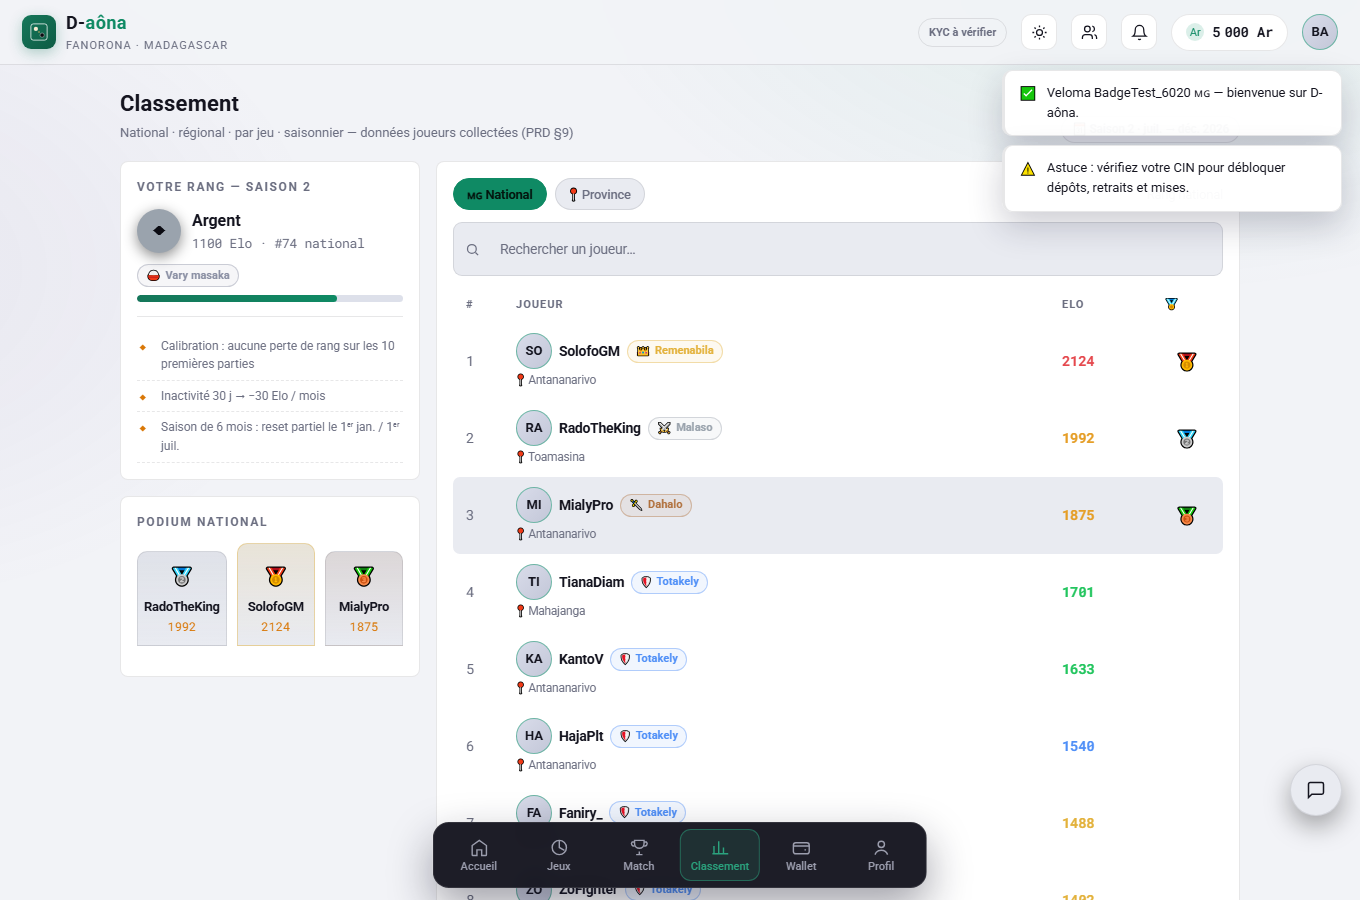 D-aôna
FANORONA · MADAGASCAR
KYC à vérifier
Ar 5 000 Ar
BA
Veloma BadgeTest_6020 MG — bienvenue sur D-
aôna.
Astuce : vérifiez votre CIN pour débloquer
dépôts, retraits et mises.
Classement
National · régional · par jeu · saisonnier — données joueurs collectées (PRD §9)
VOTRE RANG — SAISON 2
Argent
1100 Elo · #74 national
Vary masaka
Calibration : aucune perte de rang sur les 10
premières parties
Inactivité 30 j → −30 Elo / mois
Saison de 6 mois : reset partiel le 1ᵉʳ jan. / 1ᵉʳ
juil.
PODIUM NATIONAL
RadoTheKing
1992
SolofoGM
2124
MialyPro
1875
MG National
Province
Rechercher un joueur…
# JOUEUR ELO
1 SO SolofoGM Remenabila 2124
Antananarivo
2 RA RadoTheKing Malaso 1992
Toamasina
3 MI MialyPro Dahalo 1875
Antananarivo
4 TI TianaDiam Totakely 1701
Mahajanga
5 KA KantoV Totakely 1633
Antananarivo
6 HA HajaPlt Totakely 1540
Antananarivo
7 FA Faniry_ Totakely 1488
8 ZO ZoFighter Totakely
Accueil
Jeux
Match
Classement
Wallet
Profil